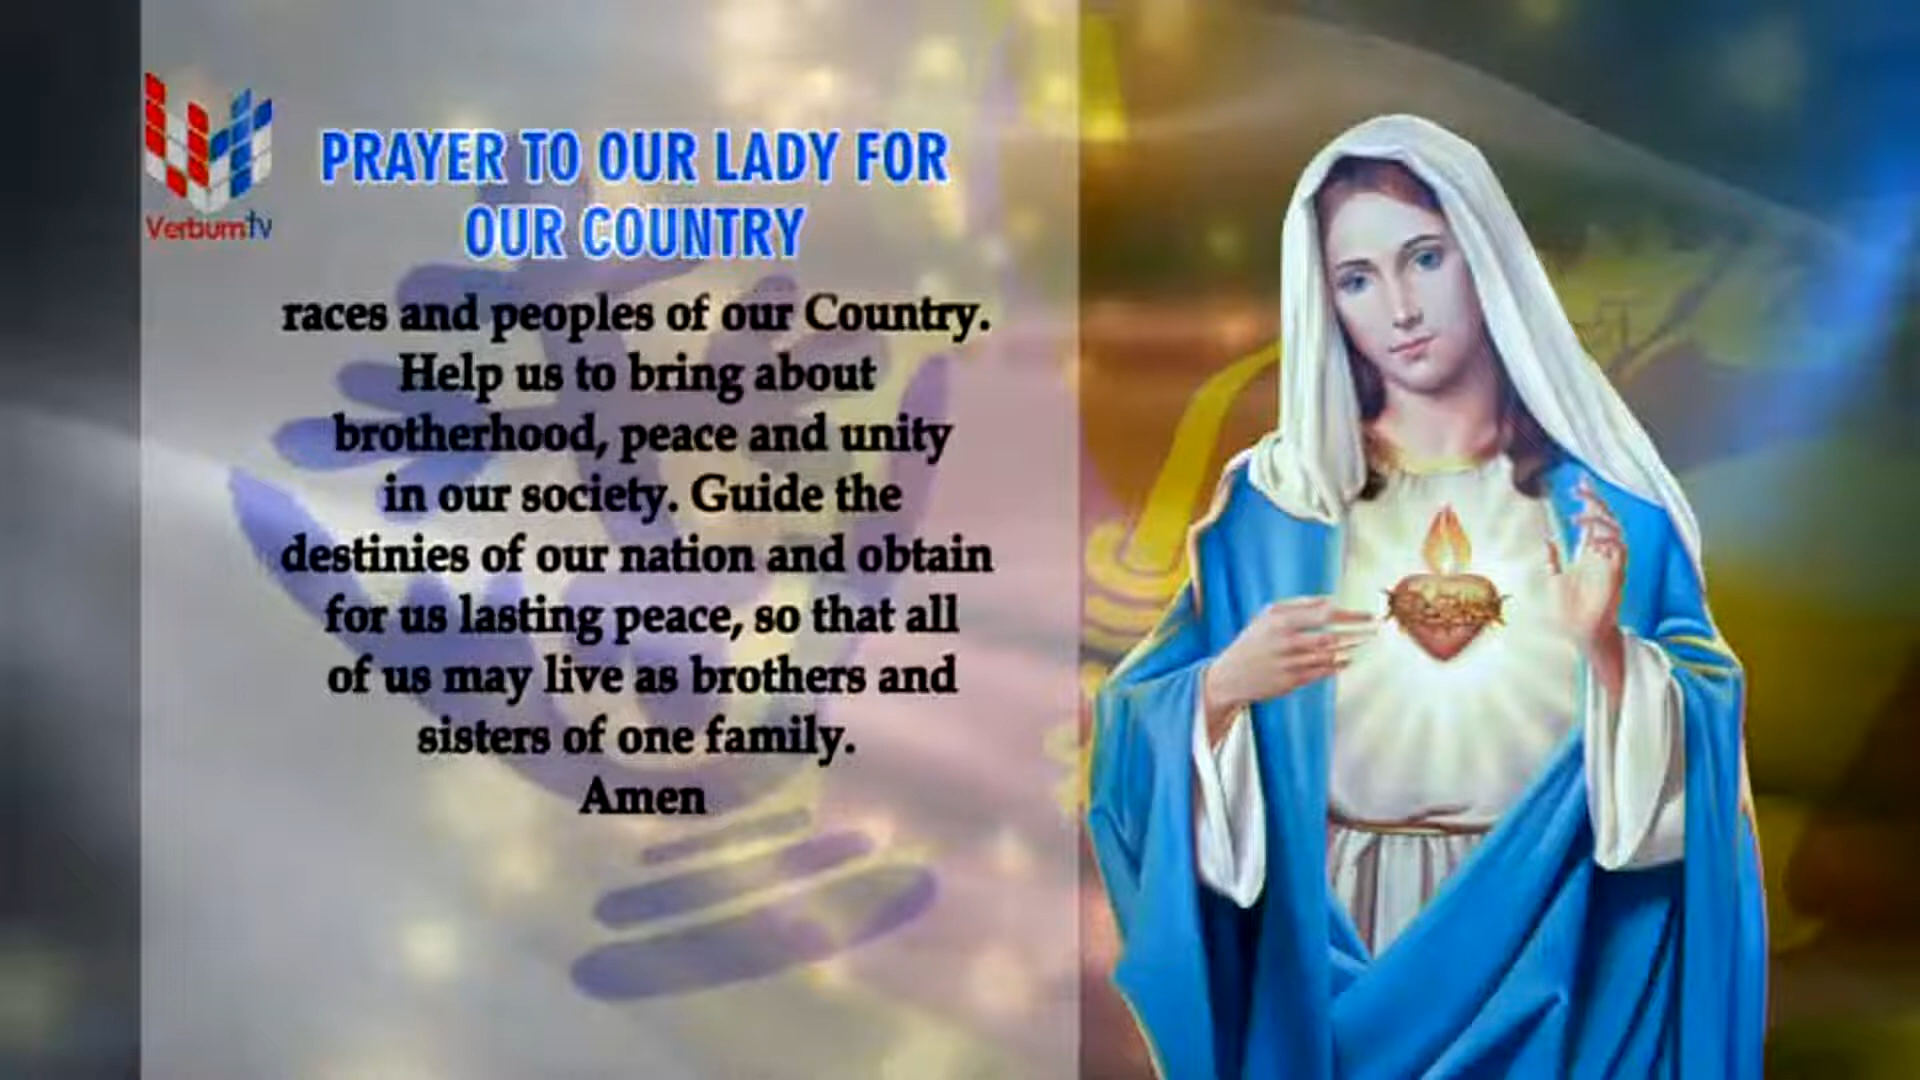 VerbumTV
PRAYER TO OUR LADY FOR
OUR COUNTRY
races and peoples of our Country.
Help us to bring about
brotherhood, peace and unity
in our society. Guide the
destinies of our nation and obtain
for us lasting peace, so that all
of us may live as brothers and
sisters of one family.
Amen